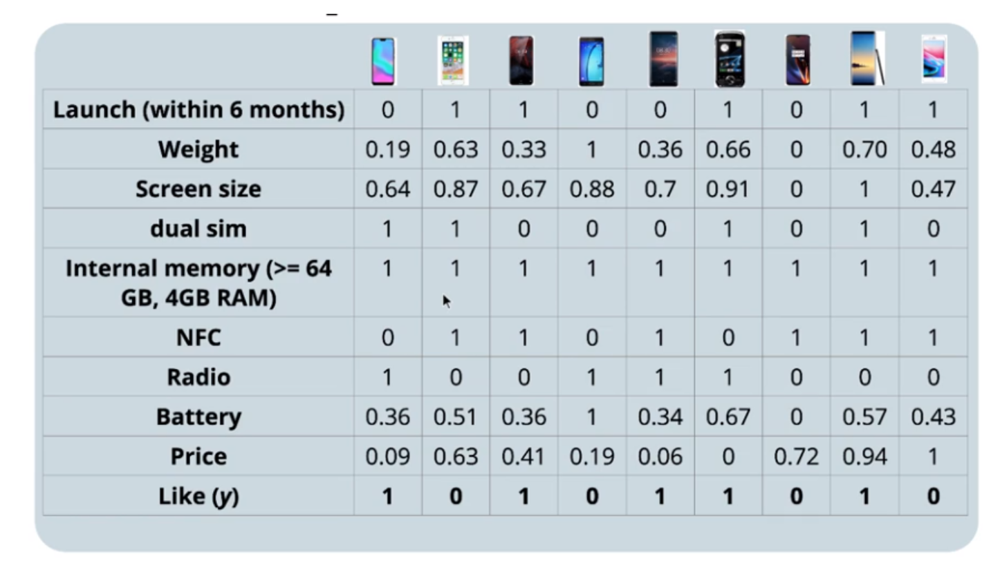 Launch (within 6 months) 0 1 1 0 0 1 0 1 1
Weight 0.19 0.63 0.33 1 0.36 0.66 0 0.70 0.48
Screen size 0.64 0.87 0.67 0.88 0.7 0.91 0 1 0.47
dual sim 1 1 0 0 0 1 0 1 0
Internal memory (>= 64 1 1 1 1 1 1 1 1 1
GB, 4GB RAM)
NFC 0 1 1 0 1 0 1 1 1
Radio 1 0 0 1 1 1 0 0 0
Battery 0.36 0.51 0.36 1 0.34 0.67 0 0.57 0.43
Price 0.09 0.63 0.41 0.19 0.06 0 0.72 0.94 1
Like (y) 1 0 1 0 1 1 0 1 0